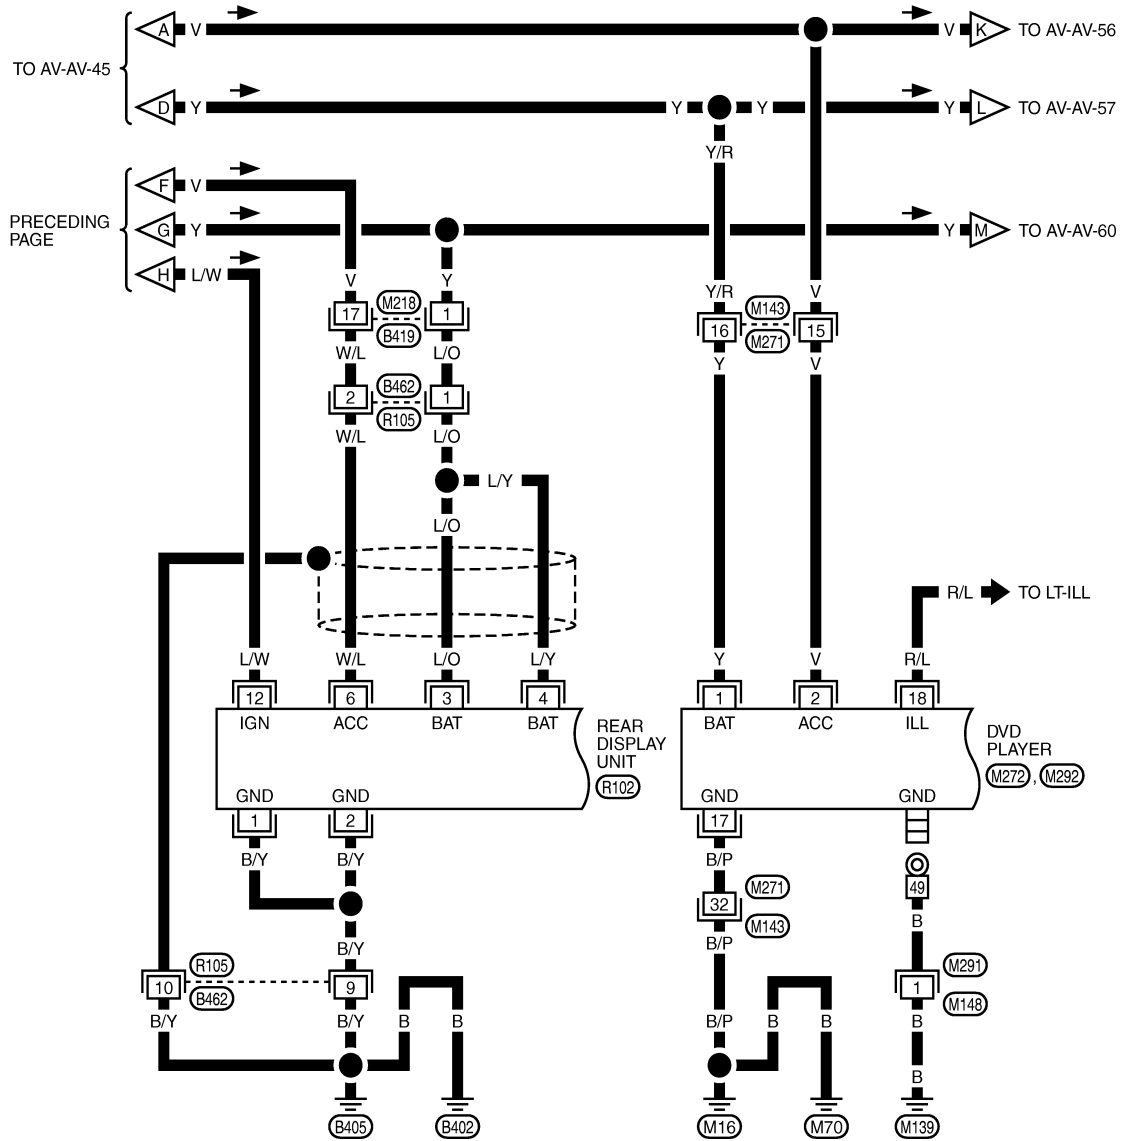 A V V K TO AV-AV-56
TO AV-AV-45
D Y Y Y Y L TO AV-AV-57
Y/R
F V
PRECEDING
PAGE
G Y Y M TO AV-AV-60
H L/W
V Y Y/R V
17 M218 1 16 M143 15
B419 M271
W/L L/O Y V
2 B462 1
R105
W/L L/O
L/Y
L/O
R/L TO LT-ILL
L/W W/L L/O L/Y Y V R/L
12 6 3 4 1 2 18
IGN ACC BAT BAT BAT ACC ILL
REAR
DISPLAY
UNIT
R102
DVD
PLAYER
M272 , M292
GND GND GND GND
1 2 17
B/Y B/Y B/P
49
32 M271
M143
B
B/Y B/P
R105 M291
10 9 1
B462 M148
B/Y B/Y B B B/P B B B
B
B405 B402 M16 M70 M139